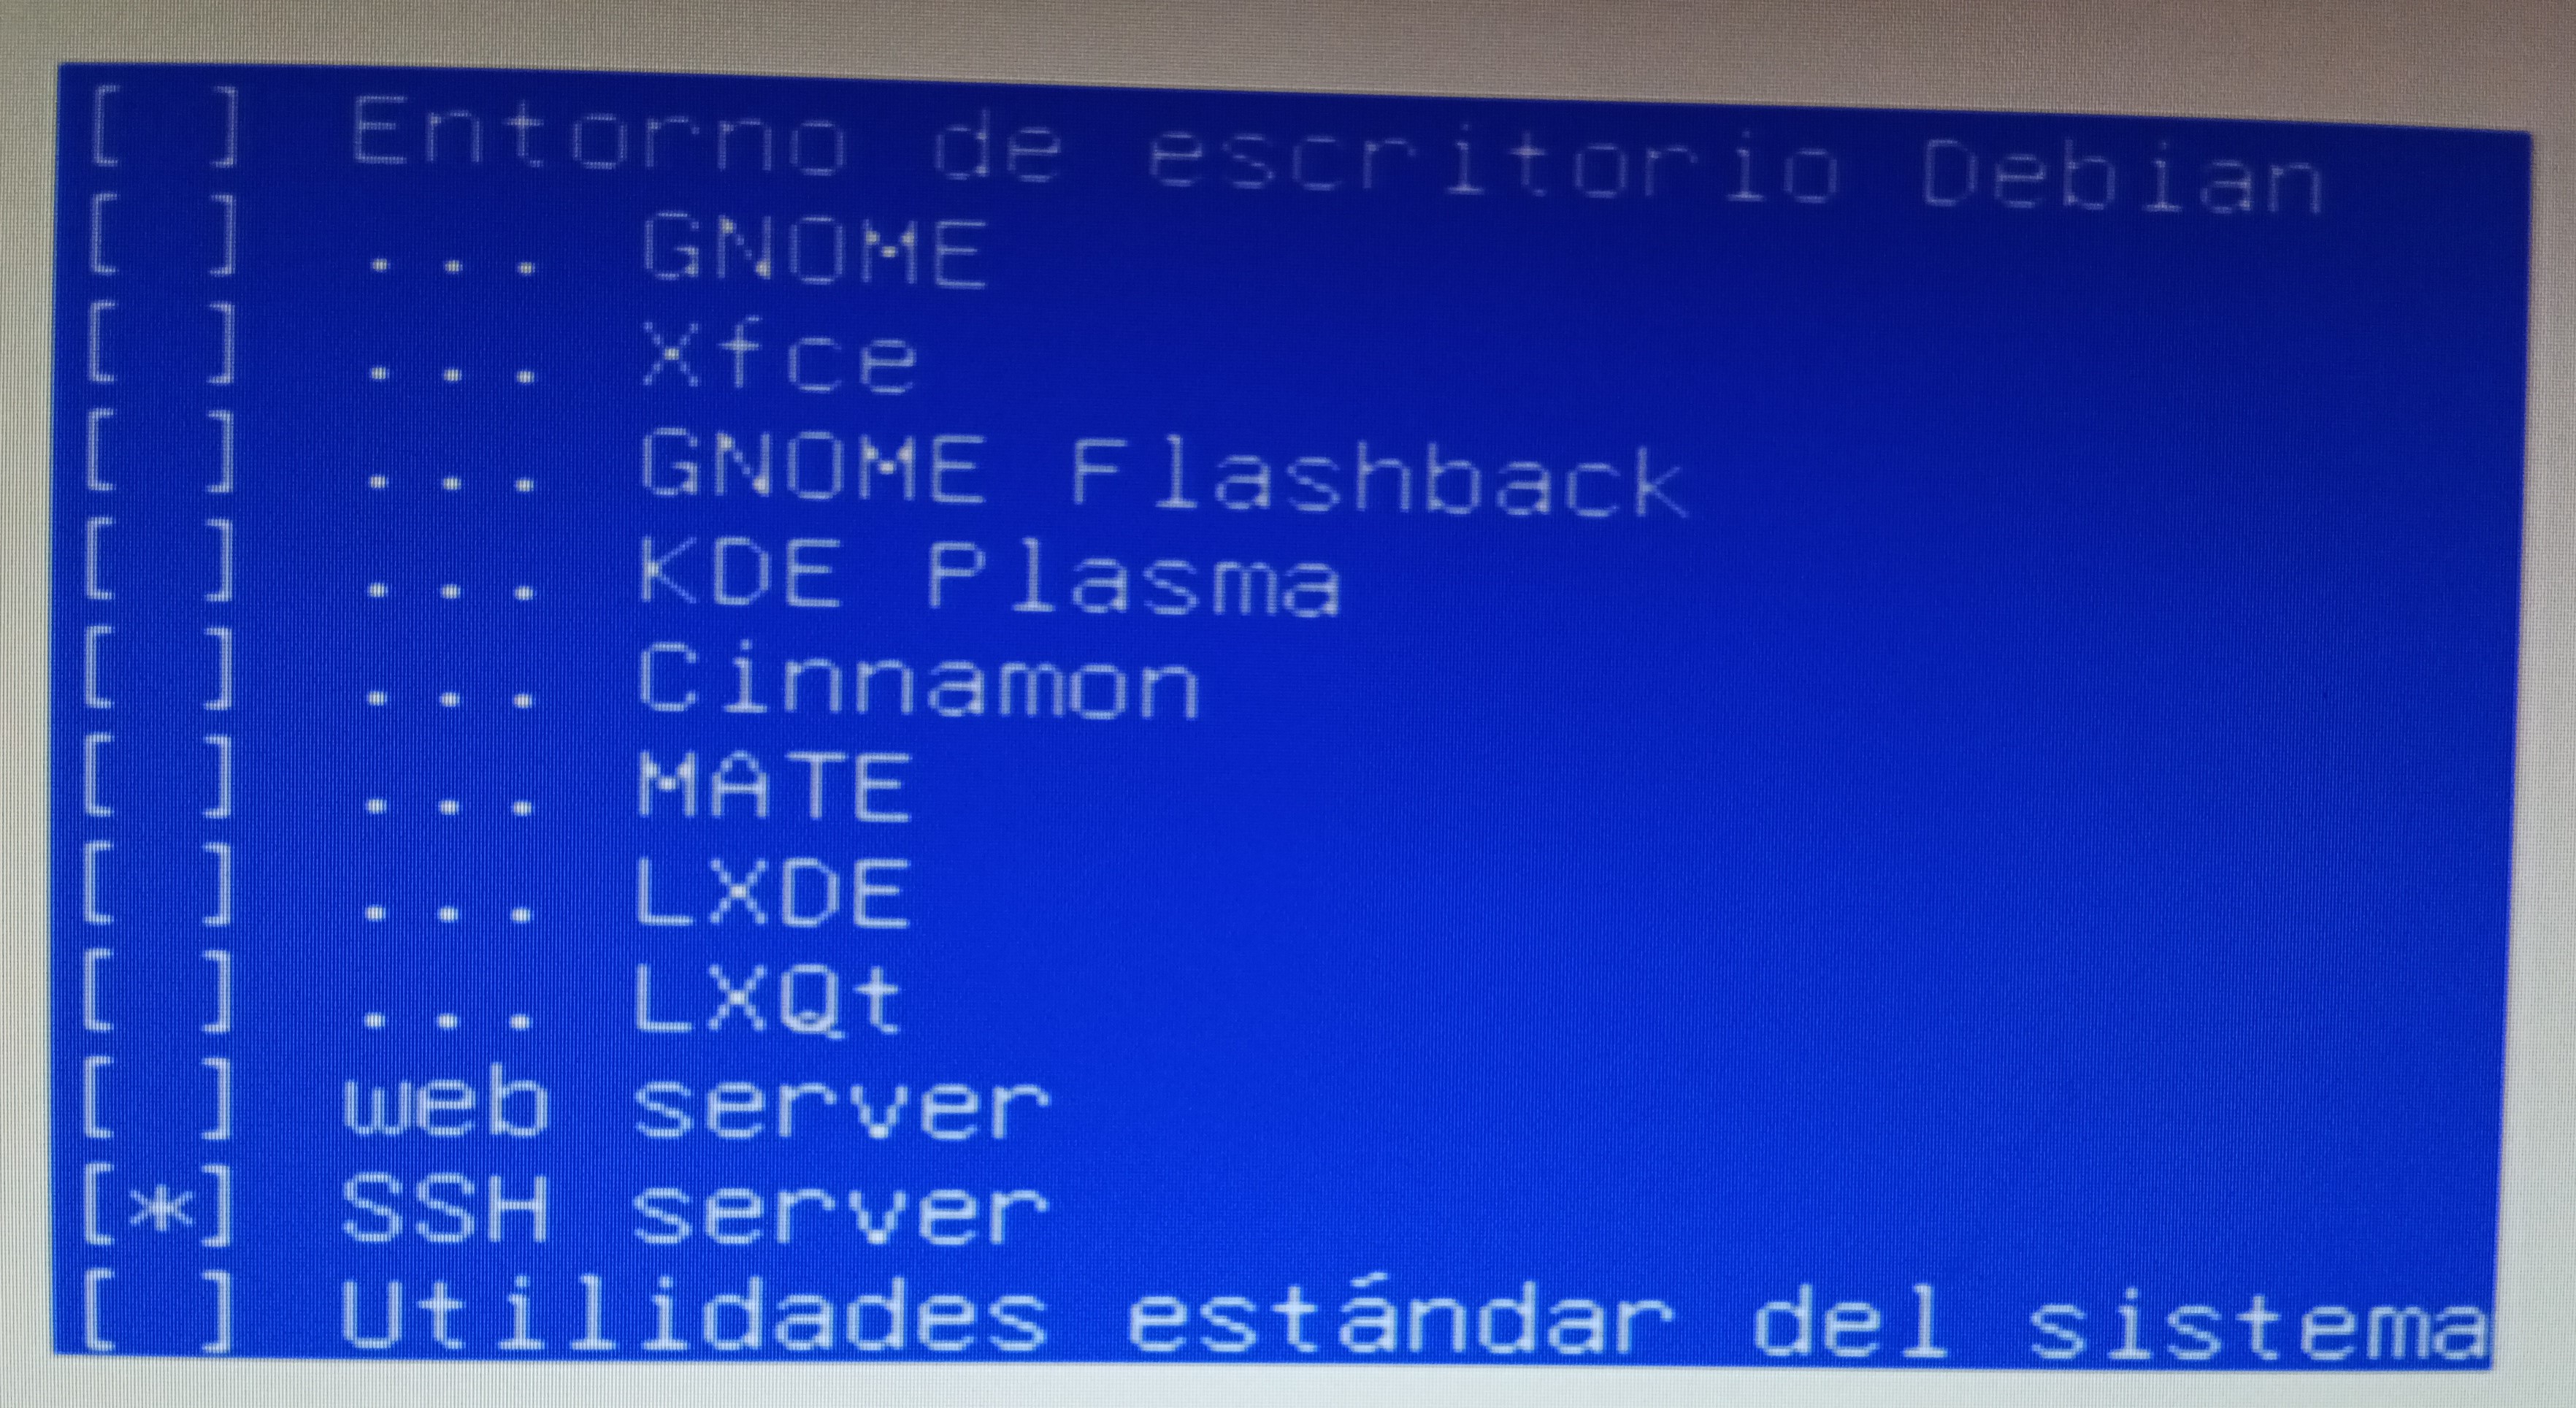 [ ] Entorno de escritorio Debian
[ ] ... GNOME
[ ] ... Xfce
[ ] ... GNOME Flashback
[ ] ... KDE Plasma
[ ] ... Cinnamon
[ ] ... MATE
[ ] ... LXDE
[ ] ... LXQt
[ ] web server
[*] SSH server
[ ] Utilidades estándar del sistema